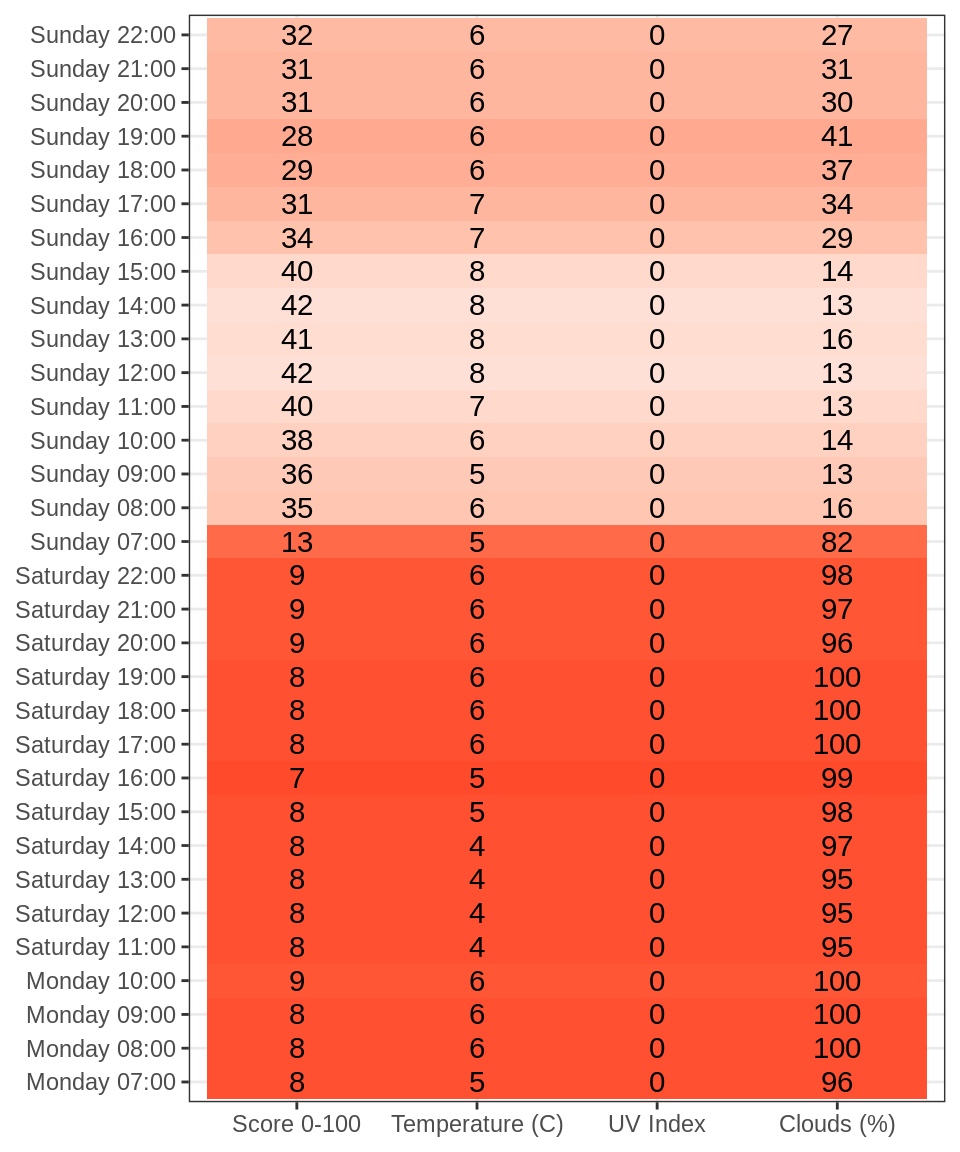 Sunday 22:00 32 6 0 27
Sunday 21:00 31 6 0 31
Sunday 20:00 31 6 0 30
Sunday 19:00 28 6 0 41
Sunday 18:00 29 6 0 37
Sunday 17:00 31 7 0 34
Sunday 16:00 34 7 0 29
Sunday 15:00 40 8 0 14
Sunday 14:00 42 8 0 13
Sunday 13:00 41 8 0 16
Sunday 12:00 42 8 0 13
Sunday 11:00 40 7 0 13
Sunday 10:00 38 6 0 14
Sunday 09:00 36 5 0 13
Sunday 08:00 35 6 0 16
Sunday 07:00 13 5 0 82
Saturday 22:00 9 6 0 98
Saturday 21:00 9 6 0 97
Saturday 20:00 9 6 0 96
Saturday 19:00 8 6 0 100
Saturday 18:00 8 6 0 100
Saturday 17:00 8 6 0 100
Saturday 16:00 7 5 0 99
Saturday 15:00 8 5 0 98
Saturday 14:00 8 4 0 97
Saturday 13:00 8 4 0 95
Saturday 12:00 8 4 0 95
Saturday 11:00 8 4 0 95
Monday 10:00 9 6 0 100
Monday 09:00 8 6 0 100
Monday 08:00 8 6 0 100
Monday 07:00 8 5 0 96
Score 0-100 Temperature (C) UV Index Clouds (%)